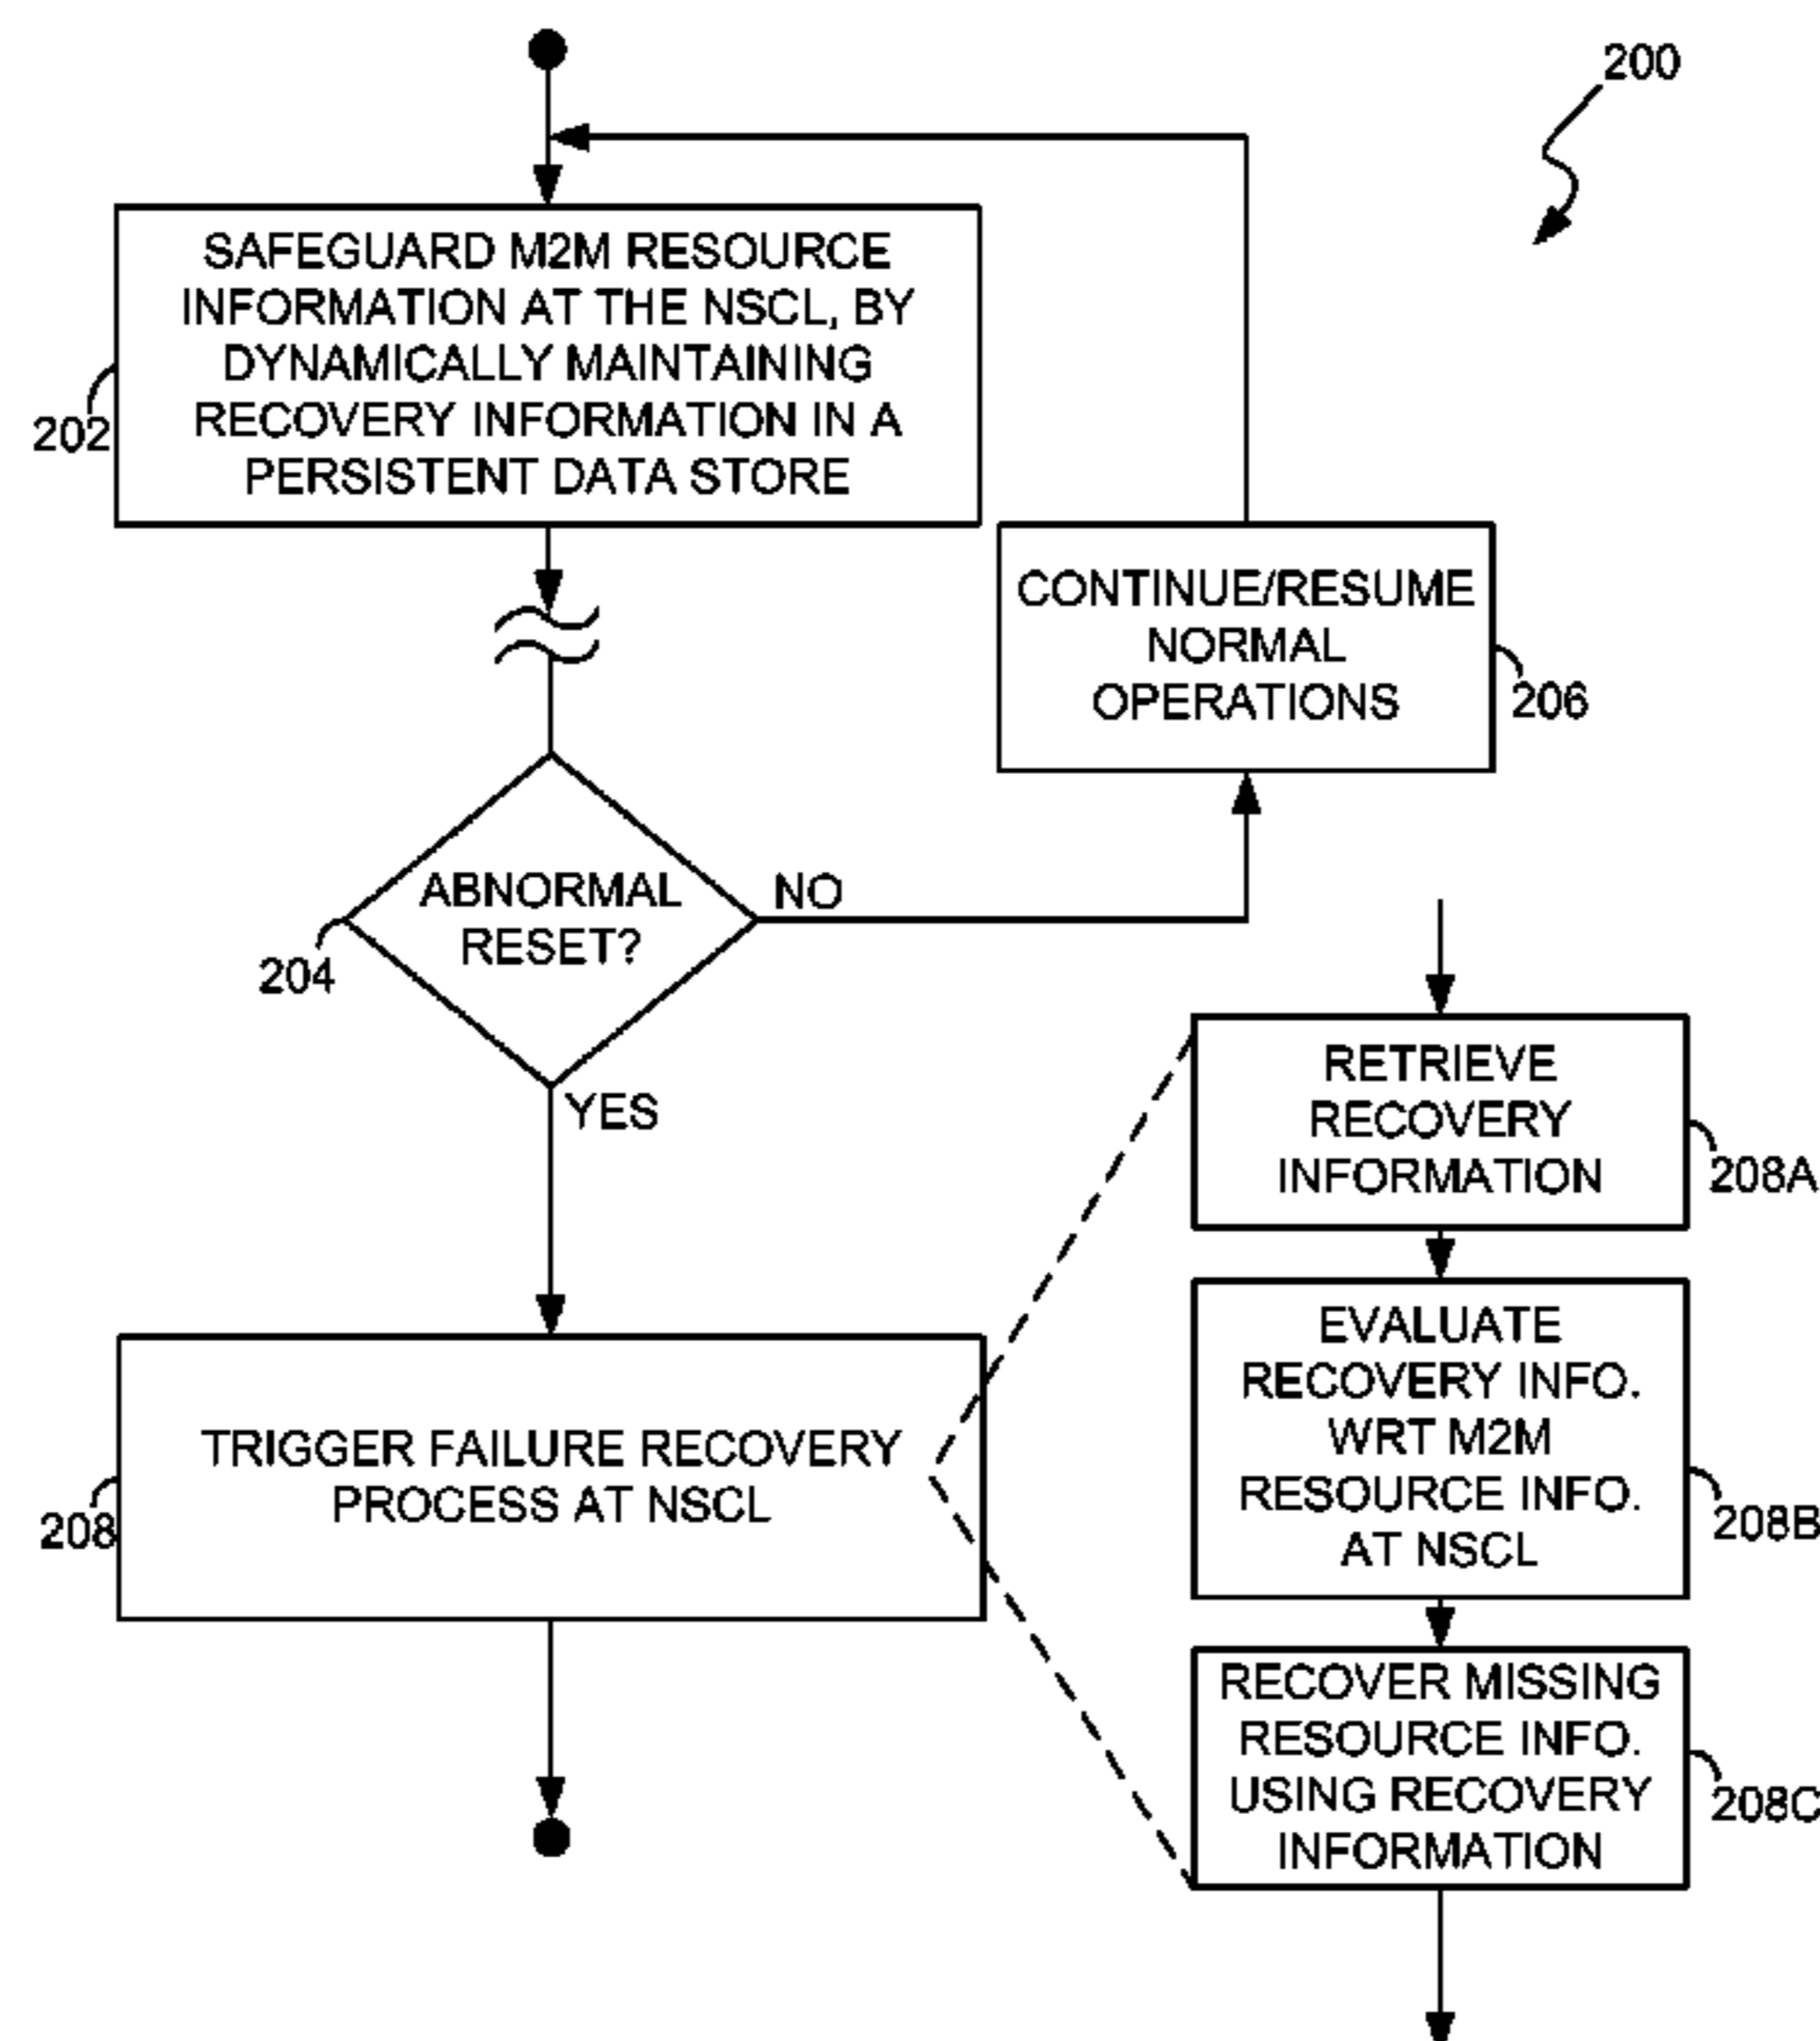 200
SAFEGUARD M2M RESOURCE
INFORMATION AT THE NSCL, BY
DYNAMICALLY MAINTAINING
RECOVERY INFORMATION IN A
PERSISTENT DATA STORE
202
CONTINUE/RESUME
NORMAL
OPERATIONS
206
ABNORMAL
RESET?
204
NO
YES
TRIGGER FAILURE RECOVERY
PROCESS AT NSCL
208
RETRIEVE
RECOVERY
INFORMATION
208A
EVALUATE
RECOVERY INFO.
WRT M2M
RESOURCE INFO.
AT NSCL
208B
RECOVER MISSING
RESOURCE INFO.
USING RECOVERY
INFORMATION
208C